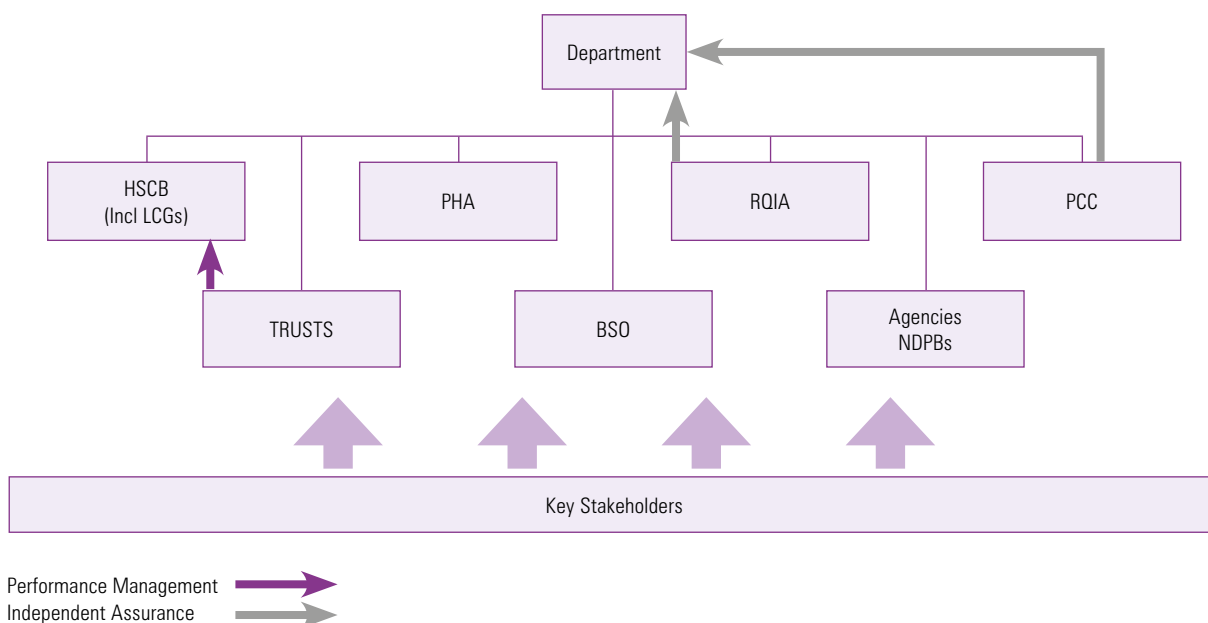 Department
HSCB
(Incl LCGs)
PHA
RQIA
PCC
TRUSTS
BSO
Agencies
NDPBs
Key Stakeholders
Performance Management
Independent Assurance